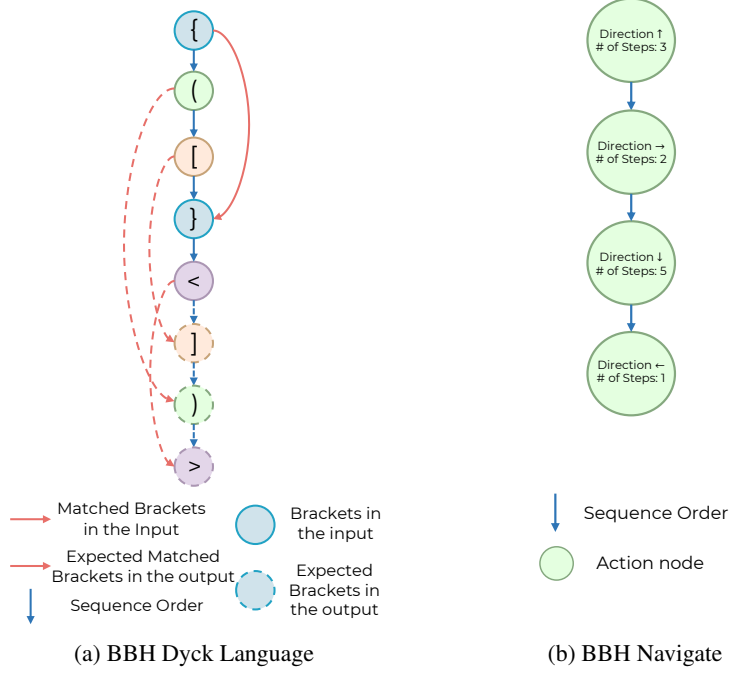 {
(
[
}
<
]
)
>
Matched Brackets
in the Input
Expected Matched
Brackets in the output
Sequence Order
Brackets in
the input
Expected
Brackets in
the output
(a) BBH Dyck Language
Direction ↑
# of Steps: 3
Direction →
# of Steps: 2
Direction ↓
# of Steps: 5
Direction ←
# of Steps: 1
Sequence Order
Action node
(b) BBH Navigate